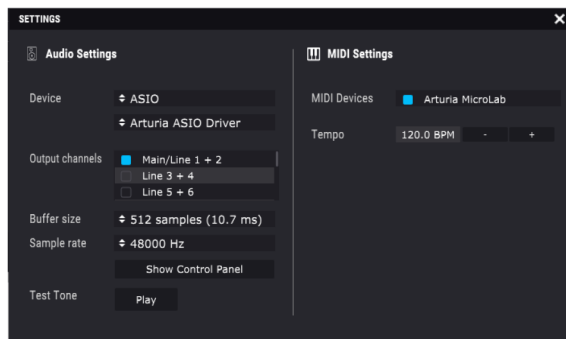 SETTINGS
Audio Settings
Device
ASIO
Arturia ASIO Driver
Output channels
Main/Line 1 + 2
Line 3 + 4
Line 5 + 6
Buffer size
512 samples (10.7 ms)
Sample rate
48000 Hz
Show Control Panel
Test Tone
Play
MIDI Settings
MIDI Devices
Arturia MicroLab
Tempo
120.0 BPM
-
+